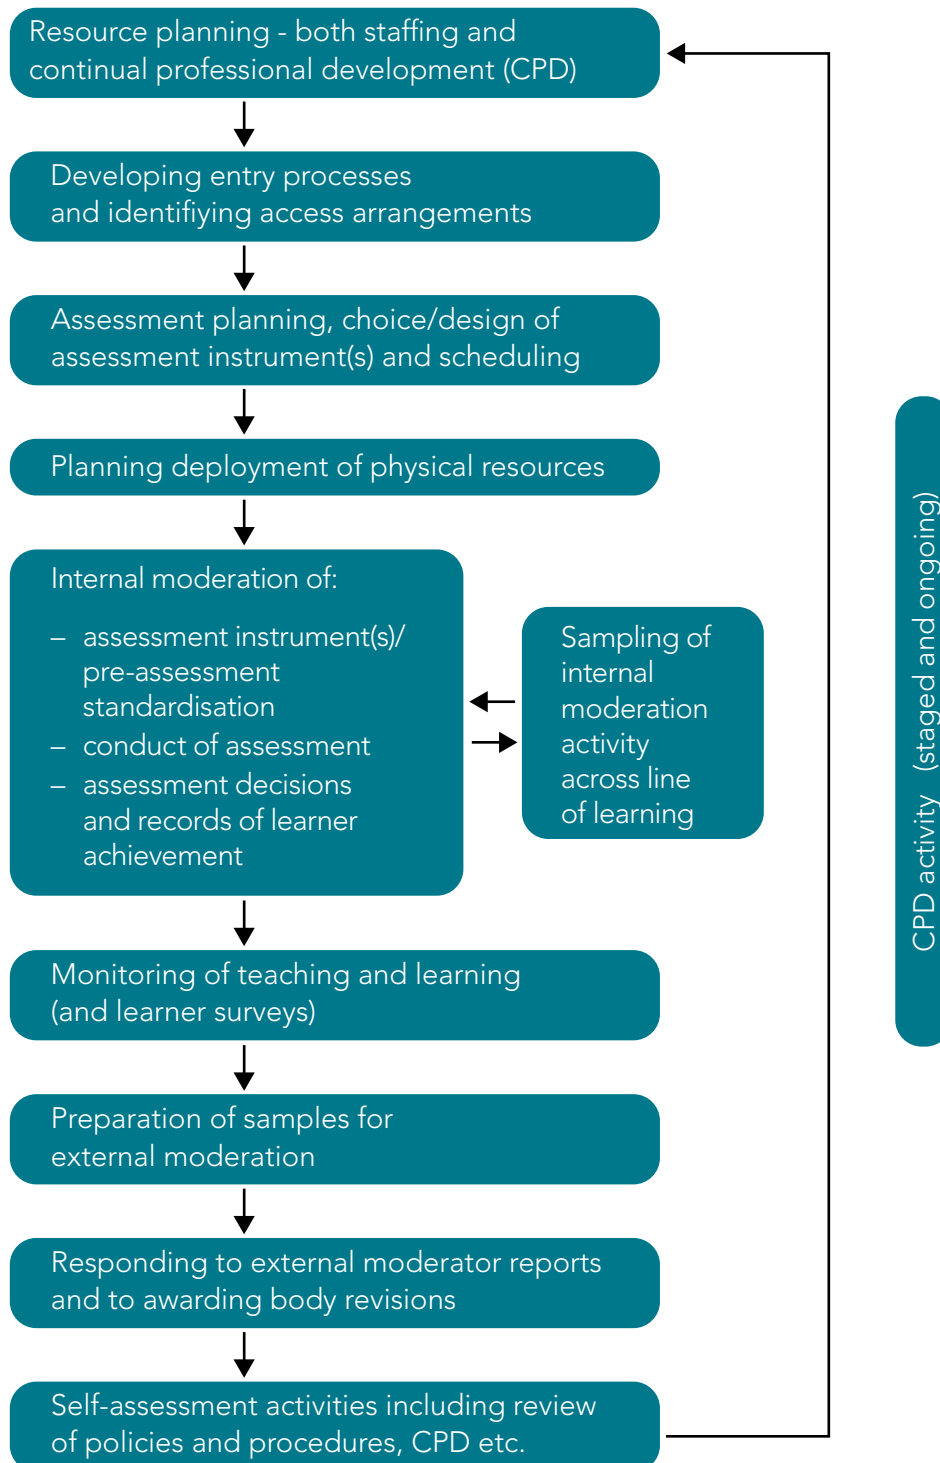 Resource planning - both staffing and
continual professional development (CPD)
Developing entry processes
and identifiying access arrangements
Assessment planning, choice/design of
assessment instrument(s) and scheduling
Planning deployment of physical resources
Internal moderation of:
– assessment instrument(s)/
pre-assessment
standardisation
– conduct of assessment
– assessment decisions
and records of learner
achievement
Sampling of
internal
moderation
activity
across line
of learning
Monitoring of teaching and learning
(and learner surveys)
Preparation of samples for
external moderation
Responding to external moderator reports
and to awarding body revisions
Self-assessment activities including review
of policies and procedures, CPD etc.
CPD activity (staged and ongoing)